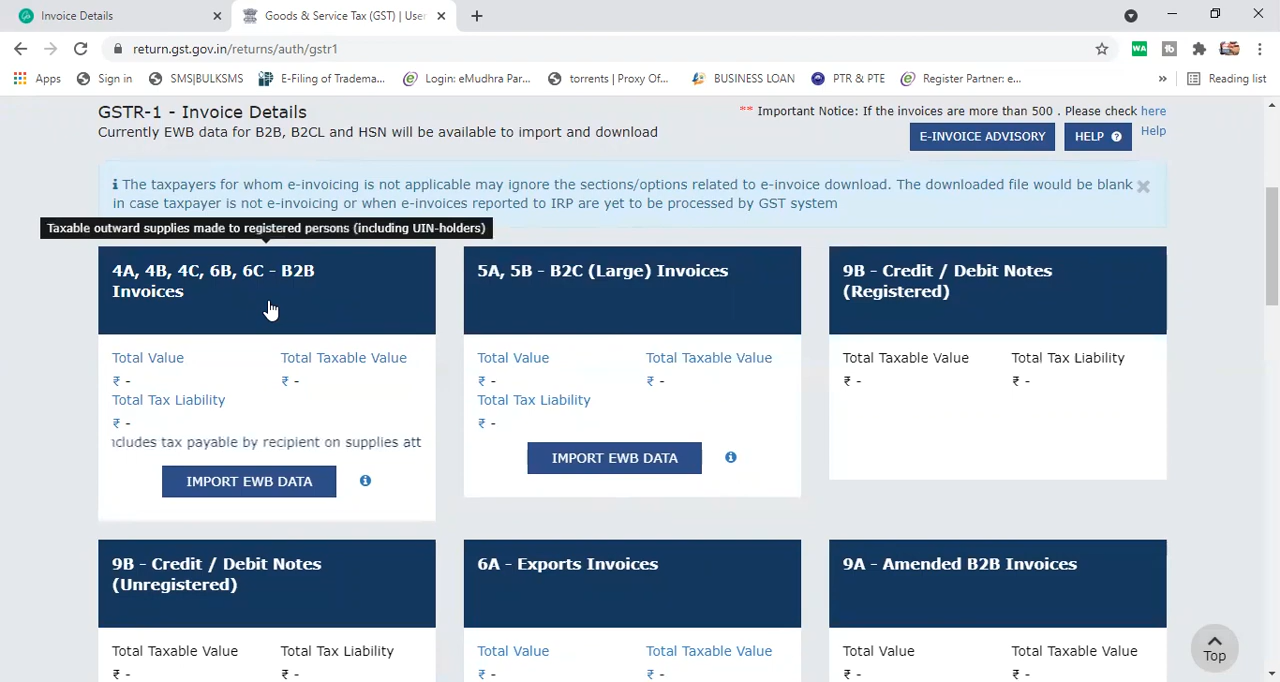 Invoice Details
Goods & Service Tax (GST) | User
return.gst.gov.in/returns/auth/gstr1
Apps
Sign in
SMS|BULKSMS
E-Filing of Tradema...
Login: eMudhra Par...
torrents | Proxy Of...
BUSINESS LOAN
PTR & PTE
Register Partner: e...
»
Reading list
GSTR-1 - Invoice Details
** Important Notice: If the invoices are more than 500 . Please check here
Currently EWB data for B2B, B2CL and HSN will be available to import and download
E-INVOICE ADVISORY
HELP
Help
The taxpayers for whom e-invoicing is not applicable may ignore the sections/options related to e-invoice download. The downloaded file would be blank
in case taxpayer is not e-invoicing or when e-invoices reported to IRP are yet to be processed by GST system
Taxable outward supplies made to registered persons (including UIN-holders)
4A, 4B, 4C, 6B, 6C - B2B
Invoices
Total Value
Total Taxable Value
₹ -
₹ -
Total Tax Liability
₹ -
ncludes tax payable by recipient on supplies att
IMPORT EWB DATA
5A, 5B - B2C (Large) Invoices
Total Value
Total Taxable Value
₹ -
₹ -
Total Tax Liability
₹ -
IMPORT EWB DATA
9B - Credit / Debit Notes
(Registered)
Total Taxable Value
Total Tax Liability
₹ -
₹ -
9B - Credit / Debit Notes
(Unregistered)
Total Taxable Value
Total Tax Liability
₹ -
₹ -
6A - Exports Invoices
Total Value
Total Taxable Value
₹ -
₹ -
9A - Amended B2B Invoices
Total Value
Total Taxable Value
₹ -
₹ -
Top
WA